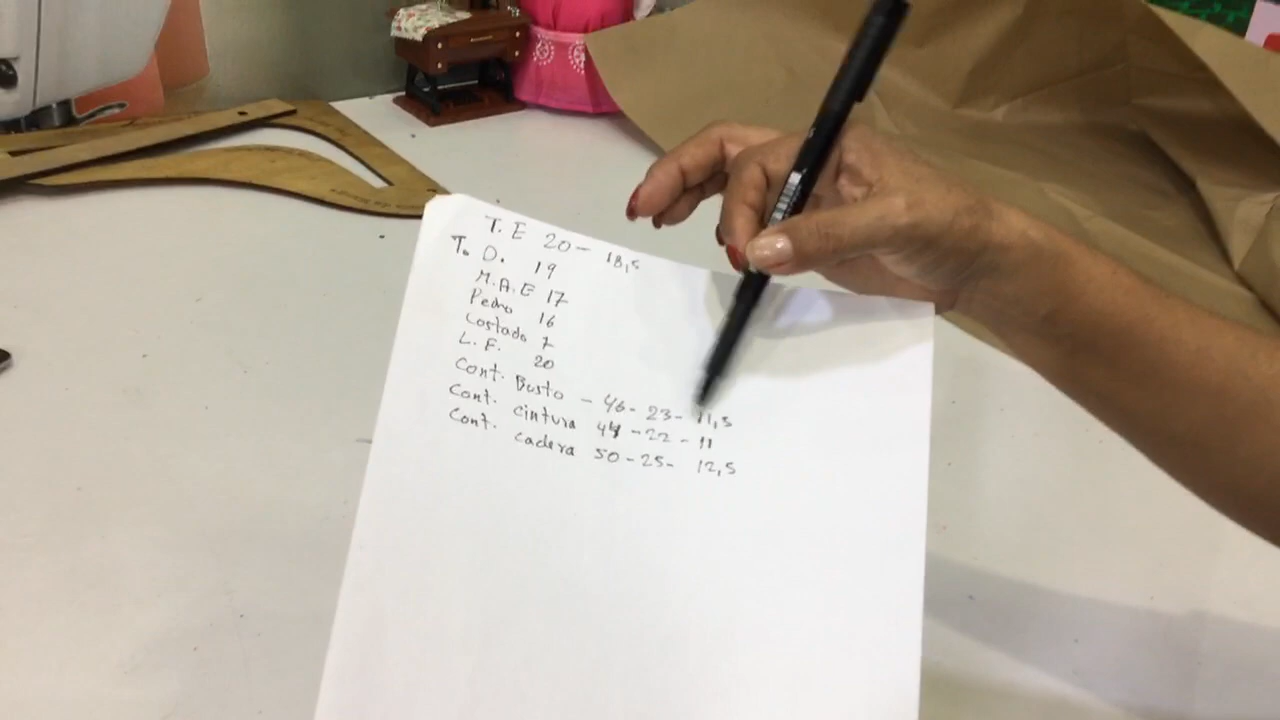 T. E 20- 18,5
T. D. 19
M.A.E 17
Pecho 16
Costado 7
L. F. 20
Cont. Busto - 46- 23- 11,5
Cont. cintura 44 -22 - 11
Cont. cadera 50-25- 12,5